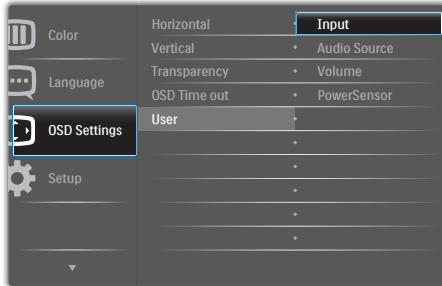 Color
Language
OSD Settings
Setup
Horizontal
Vertical
Transparency
OSD Time out
User
Input
Audio Source
Volume
PowerSensor